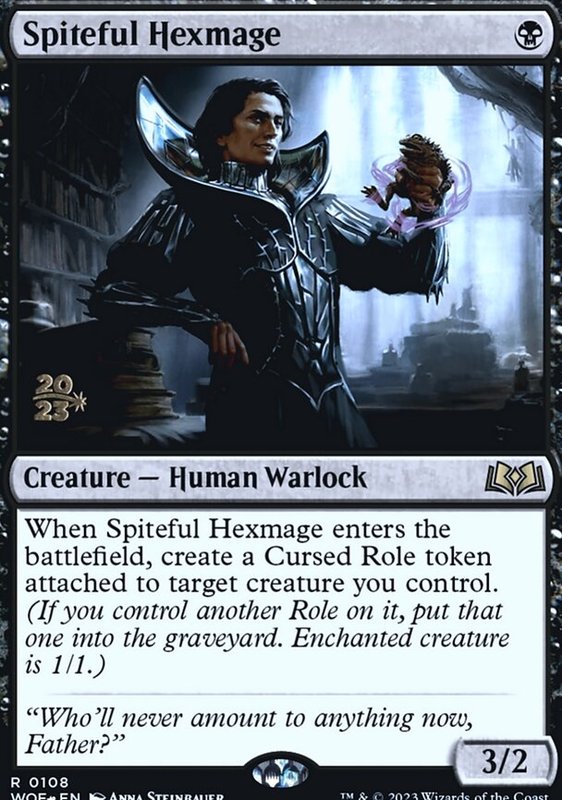 Spiteful Hexmage
20
23
Creature — Human Warlock
When Spiteful Hexmage enters the
battlefield, create a Cursed Role token
attached to target creature you control.
(If you control another Role on it, put that
one into the graveyard. Enchanted creature
is 1/1.)
“Who’ll never amount to anything now,
Father?”
3/2
R 0108
WOE★EN Anna Steinbauer
™ & © 2023 Wizards of the Coast